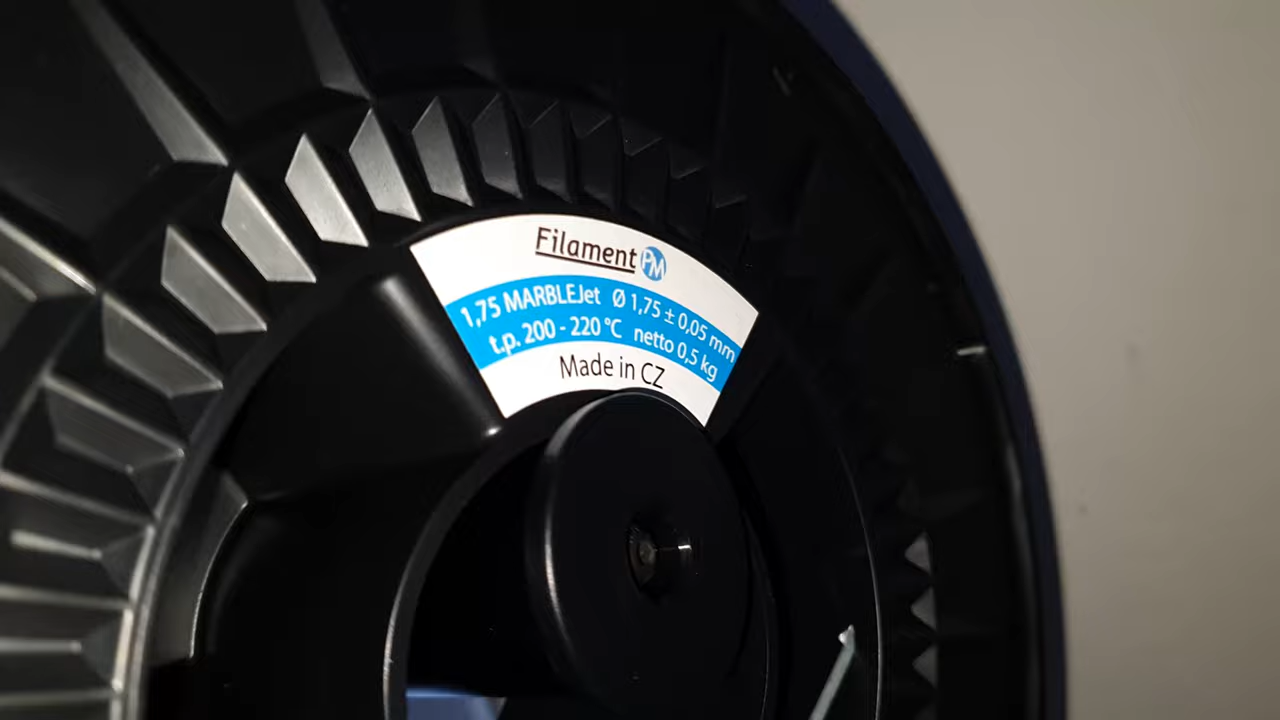 Filament PM
1,75 MARBLEJet Ø 1,75 ± 0,05 mm
t.p. 200 - 220 °C netto 0,5 kg
Made in CZ